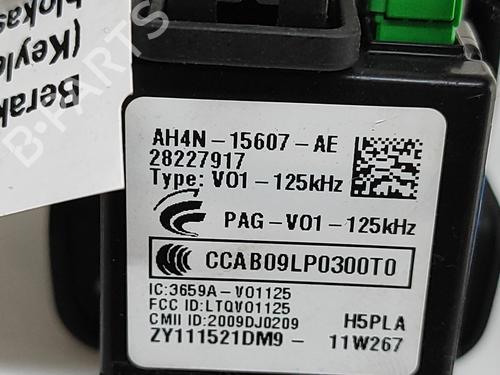 Berak
(Keyle
blokas
B-PARTS
AH4N-15607-AE
28227917
Type: V01-125kHz
PAG-V01-125kHz
CCAB09LP0300T0
IC:3659A-V01125
FCC ID:LTQV01125
CMII ID:2009DJ0209
H5PLA
ZY111521DM9- 11W267